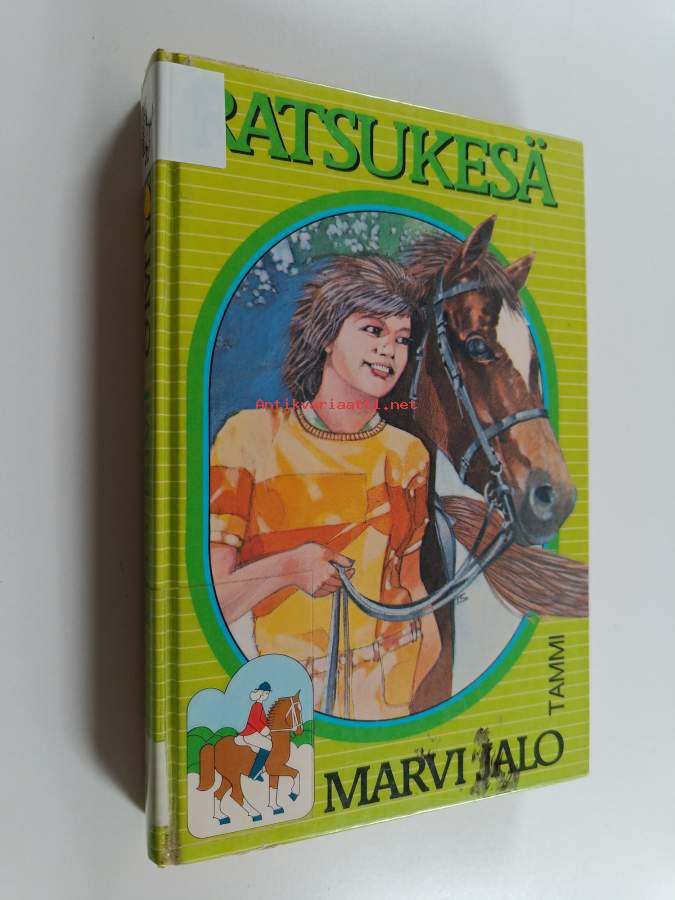 RATSUKESÄ
Antikvariaatti.net
TAMMI
MARVI JALO